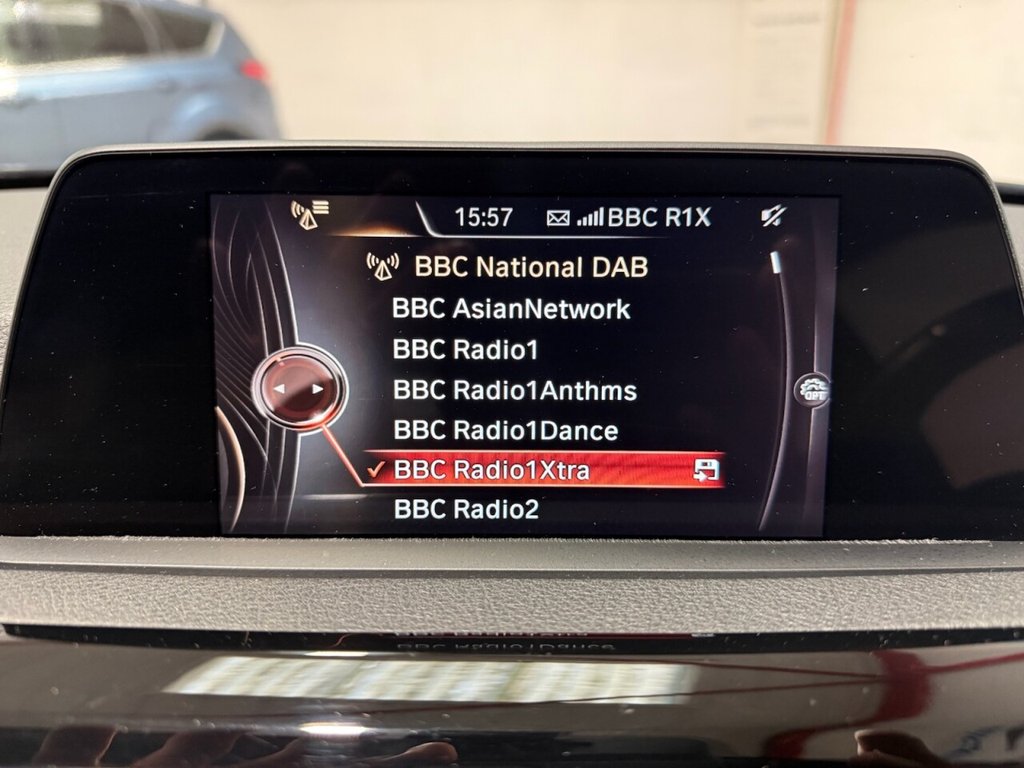 15:57 BBC R1X
BBC National DAB
BBC AsianNetwork
BBC Radio1
BBC Radio1Anthms
BBC Radio1Dance
BBC Radio1Xtra
BBC Radio2
OPT